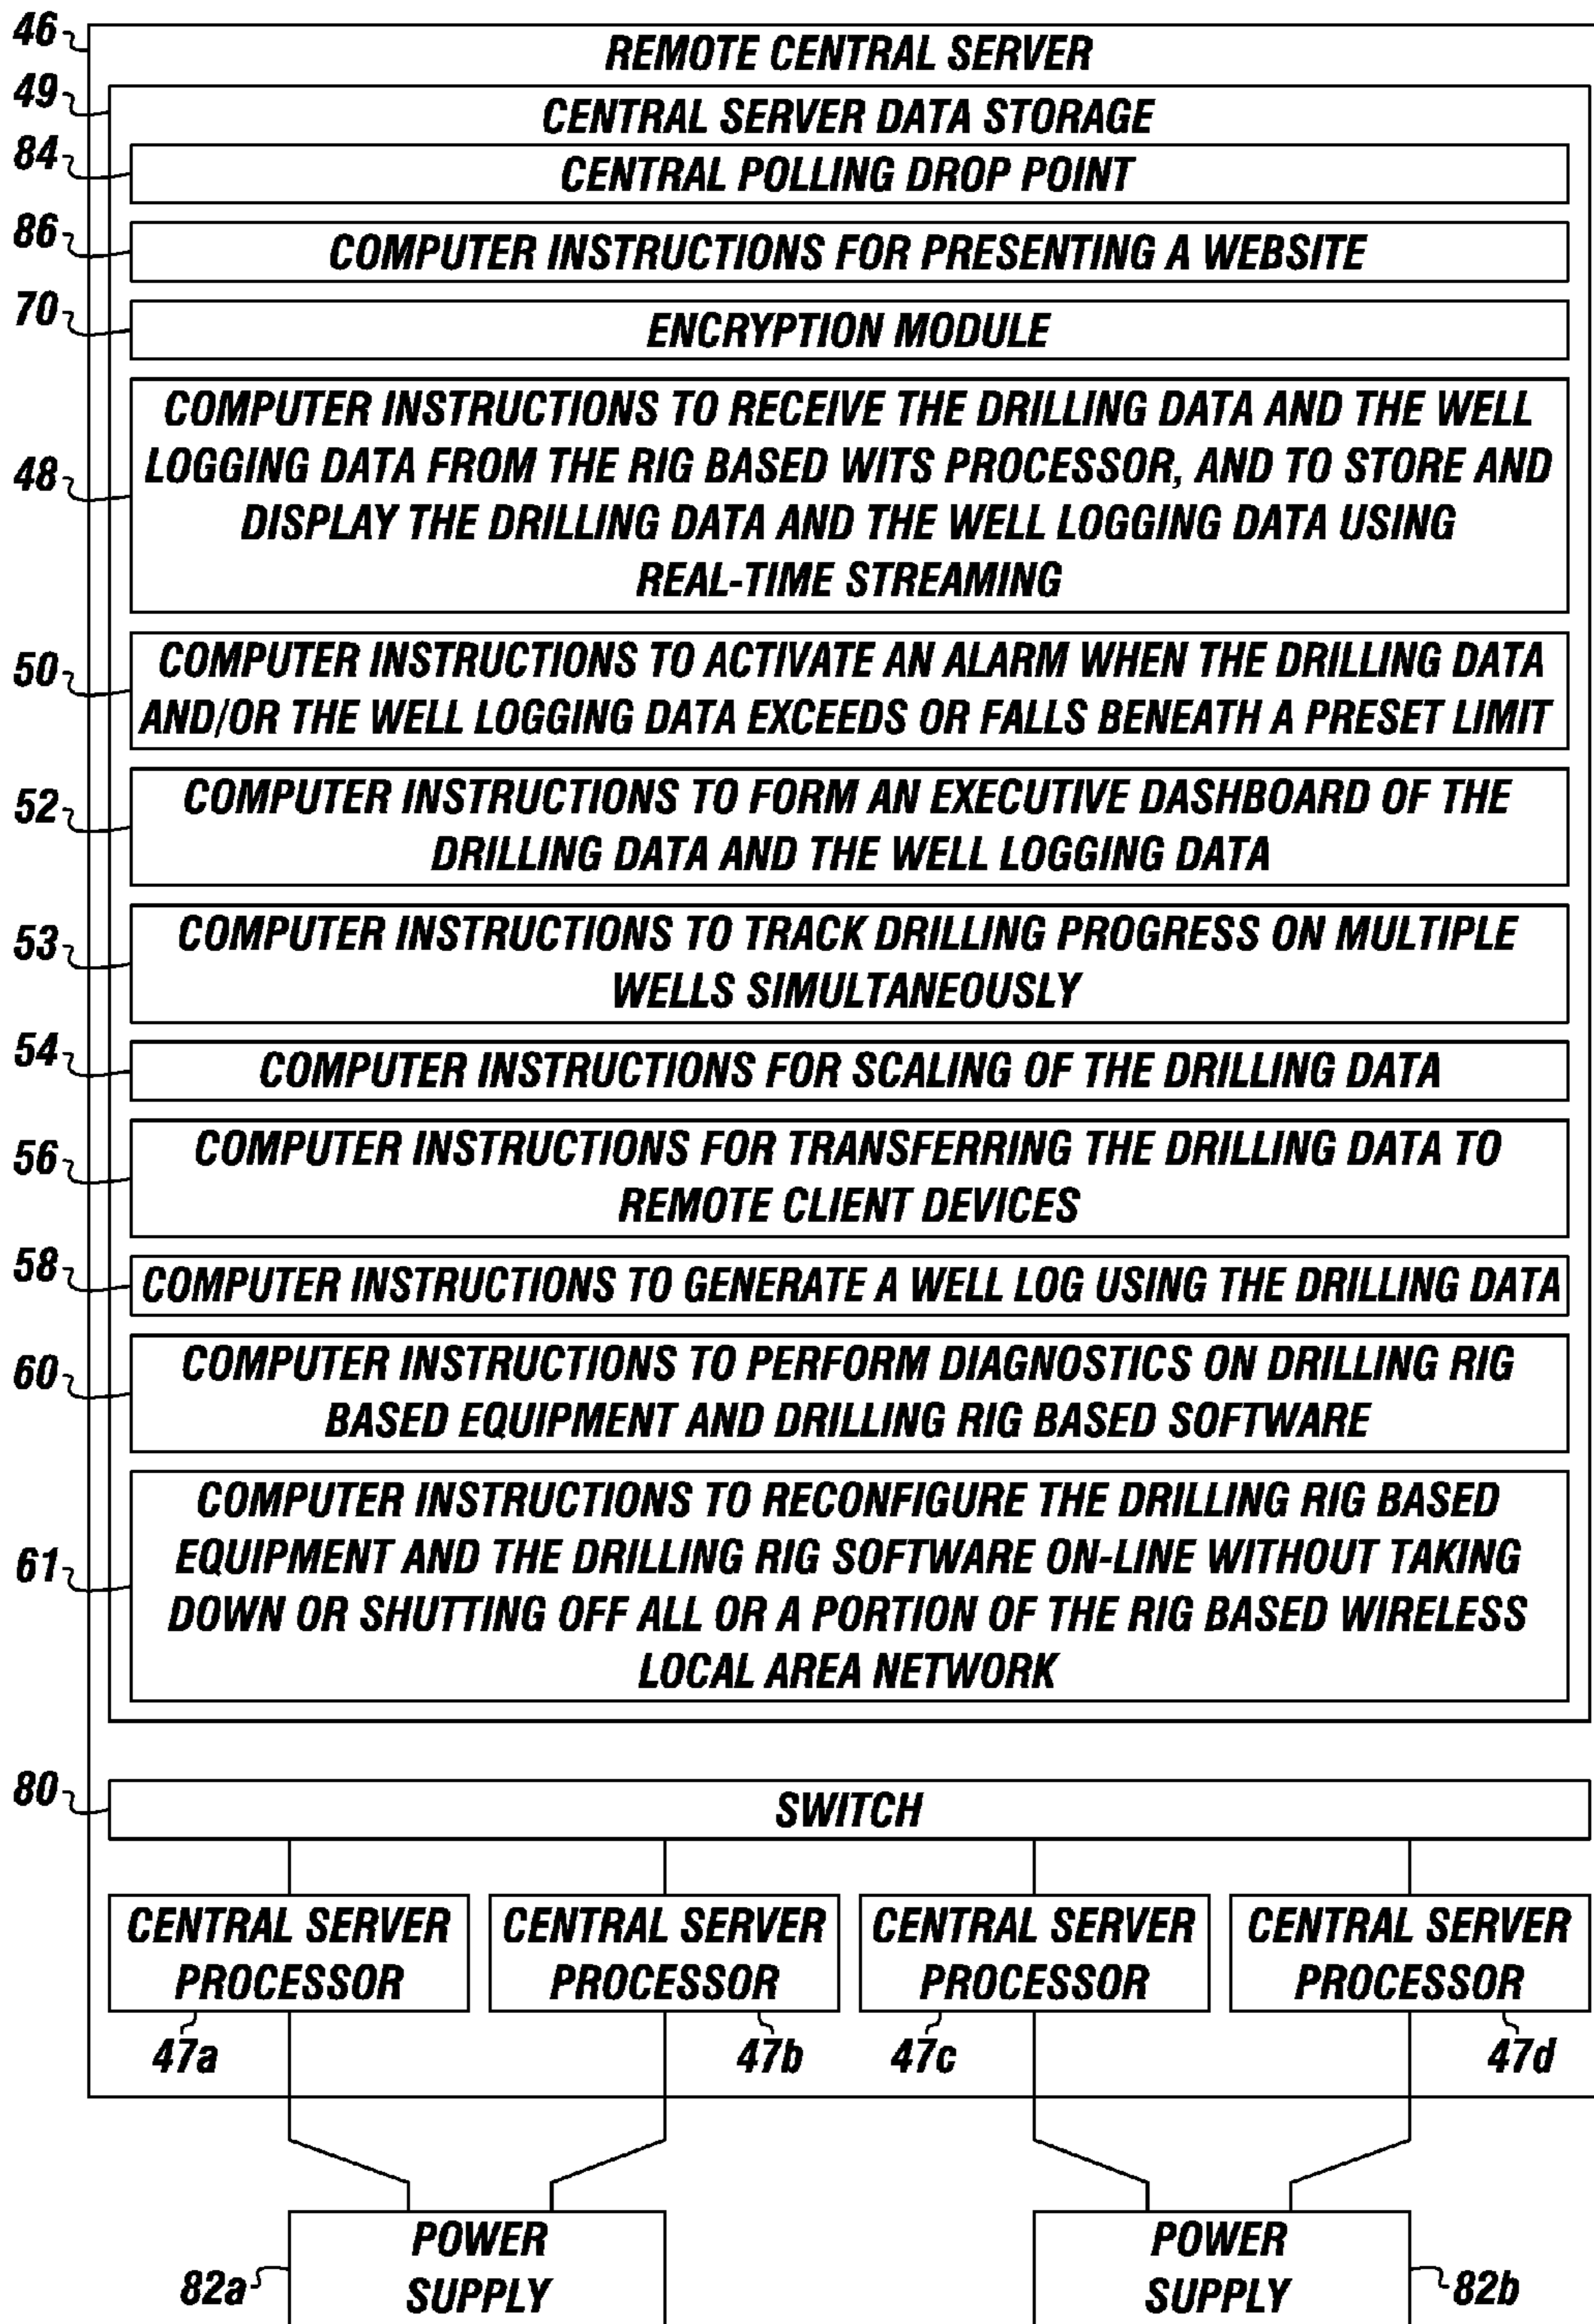 46
REMOTE CENTRAL SERVER
49
CENTRAL SERVER DATA STORAGE
84
CENTRAL POLLING DROP POINT
86
COMPUTER INSTRUCTIONS FOR PRESENTING A WEBSITE
70
ENCRYPTION MODULE
48
COMPUTER INSTRUCTIONS TO RECEIVE THE DRILLING DATA AND THE WELL
LOGGING DATA FROM THE RIG BASED WITS PROCESSOR, AND TO STORE AND
DISPLAY THE DRILLING DATA AND THE WELL LOGGING DATA USING
REAL-TIME STREAMING
50
COMPUTER INSTRUCTIONS TO ACTIVATE AN ALARM WHEN THE DRILLING DATA
AND/OR THE WELL LOGGING DATA EXCEEDS OR FALLS BENEATH A PRESET LIMIT
52
COMPUTER INSTRUCTIONS TO FORM AN EXECUTIVE DASHBOARD OF THE
DRILLING DATA AND THE WELL LOGGING DATA
53
COMPUTER INSTRUCTIONS TO TRACK DRILLING PROGRESS ON MULTIPLE
WELLS SIMULTANEOUSLY
54
COMPUTER INSTRUCTIONS FOR SCALING OF THE DRILLING DATA
56
COMPUTER INSTRUCTIONS FOR TRANSFERRING THE DRILLING DATA TO
REMOTE CLIENT DEVICES
58
COMPUTER INSTRUCTIONS TO GENERATE A WELL LOG USING THE DRILLING DATA
60
COMPUTER INSTRUCTIONS TO PERFORM DIAGNOSTICS ON DRILLING RIG
BASED EQUIPMENT AND DRILLING RIG BASED SOFTWARE
61
COMPUTER INSTRUCTIONS TO RECONFIGURE THE DRILLING RIG BASED
EQUIPMENT AND THE DRILLING RIG SOFTWARE ON-LINE WITHOUT TAKING
DOWN OR SHUTTING OFF ALL OR A PORTION OF THE RIG BASED WIRELESS
LOCAL AREA NETWORK
80
SWITCH
CENTRAL SERVER
PROCESSOR
47a
CENTRAL SERVER
PROCESSOR
47b
CENTRAL SERVER
PROCESSOR
47c
CENTRAL SERVER
PROCESSOR
47d
POWER
SUPPLY
82a
POWER
SUPPLY
82b